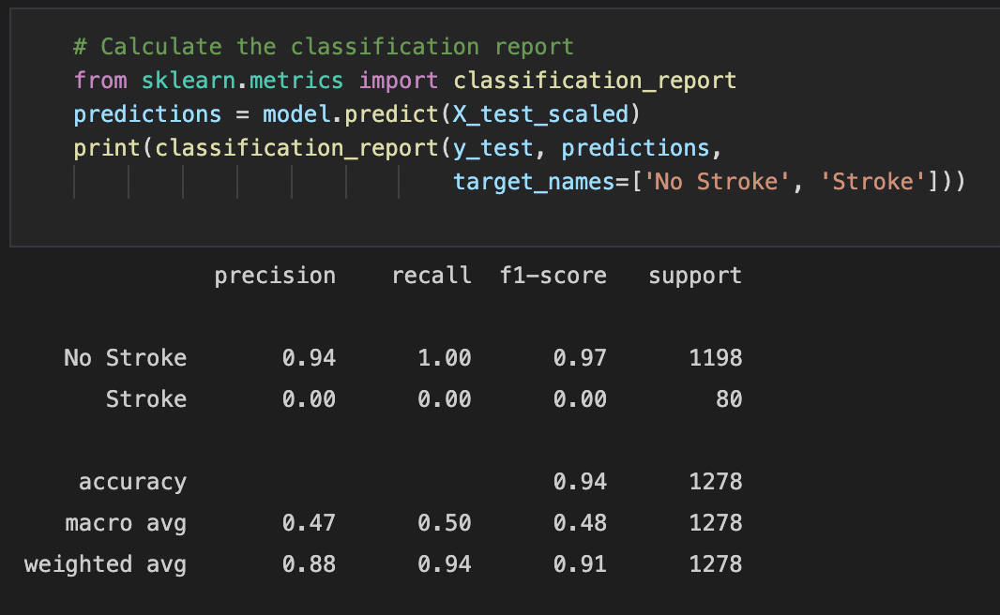 # Calculate the classification report
from sklearn.metrics import classification_report
predictions = model.predict(X_test_scaled)
print(classification_report(y_test, predictions,
target_names=['No Stroke', 'Stroke']))
precision recall f1-score support
No Stroke 0.94 1.00 0.97 1198
Stroke 0.00 0.00 0.00 80
accuracy 0.94 1278
macro avg 0.47 0.50 0.48 1278
weighted avg 0.88 0.94 0.91 1278